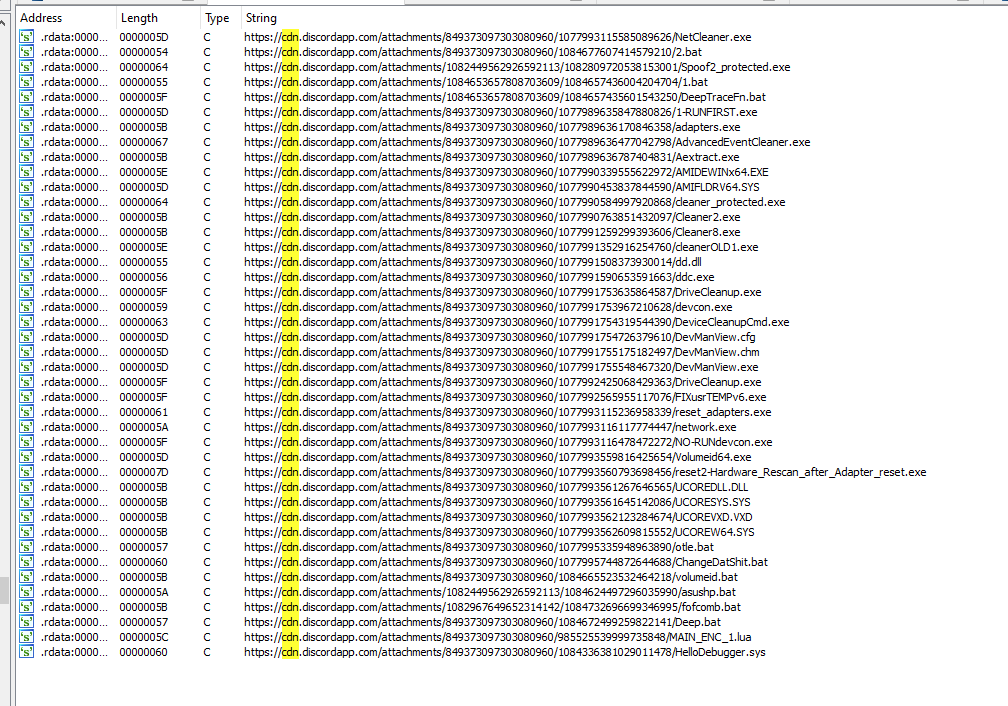 Address Length Type String
.rdata:0000... 0000005D C https://cdn.discordapp.com/attachments/849373097303080960/1077993115585089626/NetCleaner.exe
.rdata:0000... 00000054 C https://cdn.discordapp.com/attachments/849373097303080960/1084677607414579210/2.bat
.rdata:0000... 00000064 C https://cdn.discordapp.com/attachments/1082449562926592113/1082809720538153001/Spoof2_protected.exe
.rdata:0000... 00000055 C https://cdn.discordapp.com/attachments/1084653657808703609/1084657436004204704/1.bat
.rdata:0000... 0000005F C https://cdn.discordapp.com/attachments/1084653657808703609/1084657435601543250/DeepTraceFn.bat
.rdata:0000... 0000005D C https://cdn.discordapp.com/attachments/849373097303080960/1077989635847880826/1-RUNFIRST.exe
.rdata:0000... 0000005B C https://cdn.discordapp.com/attachments/849373097303080960/1077989636170846358/adapters.exe
.rdata:0000... 00000067 C https://cdn.discordapp.com/attachments/849373097303080960/1077989636477042798/AdvancedEventCleaner.exe
.rdata:0000... 0000005B C https://cdn.discordapp.com/attachments/849373097303080960/1077989636787404831/Aextract.exe
.rdata:0000... 0000005E C https://cdn.discordapp.com/attachments/849373097303080960/1077990339555622972/AMIDEWINx64.EXE
.rdata:0000... 0000005D C https://cdn.discordapp.com/attachments/849373097303080960/1077990453837844590/AMIFLDRV64.SYS
.rdata:0000... 00000064 C https://cdn.discordapp.com/attachments/849373097303080960/1077990584997920868/cleaner_protected.exe
.rdata:0000... 0000005B C https://cdn.discordapp.com/attachments/849373097303080960/1077990763851432097/Cleaner2.exe
.rdata:0000... 0000005B C https://cdn.discordapp.com/attachments/849373097303080960/1077991259299393606/Cleaner8.exe
.rdata:0000... 0000005E C https://cdn.discordapp.com/attachments/849373097303080960/1077991352916254760/cleanerOLD1.exe
.rdata:0000... 00000055 C https://cdn.discordapp.com/attachments/849373097303080960/1077991508373930014/dd.dll
.rdata:0000... 00000056 C https://cdn.discordapp.com/attachments/849373097303080960/1077991590653591663/ddc.exe
.rdata:0000... 0000005F C https://cdn.discordapp.com/attachments/849373097303080960/1077991753635864587/DriveCleanup.exe
.rdata:0000... 00000059 C https://cdn.discordapp.com/attachments/849373097303080960/1077991753967210628/devcon.exe
.rdata:0000... 00000063 C https://cdn.discordapp.com/attachments/849373097303080960/1077991754319544390/DeviceCleanupCmd.exe
.rdata:0000... 0000005D C https://cdn.discordapp.com/attachments/849373097303080960/1077991754726379610/DevManView.cfg
.rdata:0000... 0000005D C https://cdn.discordapp.com/attachments/849373097303080960/1077991755175182497/DevManView.chm
.rdata:0000... 0000005D C https://cdn.discordapp.com/attachments/849373097303080960/1077991755548467320/DevManView.exe
.rdata:0000... 0000005F C https://cdn.discordapp.com/attachments/849373097303080960/1077992425068429363/DriveCleanup.exe
.rdata:0000... 0000005F C https://cdn.discordapp.com/attachments/849373097303080960/1077992565955117076/FIXusrTEMPv6.exe
.rdata:0000... 00000061 C https://cdn.discordapp.com/attachments/849373097303080960/1077993115236958339/reset_adapters.exe
.rdata:0000... 0000005A C https://cdn.discordapp.com/attachments/849373097303080960/1077993116117774447/network.exe
.rdata:0000... 0000005F C https://cdn.discordapp.com/attachments/849373097303080960/1077993116478472272/NO-RUNdevcon.exe
.rdata:0000... 0000005D C https://cdn.discordapp.com/attachments/849373097303080960/1077993559816425654/Volumeid64.exe
.rdata:0000... 0000007D C https://cdn.discordapp.com/attachments/849373097303080960/1077993560793698456/reset2-Hardware_Rescan_after_Adapter_reset.exe
.rdata:0000... 0000005B C https://cdn.discordapp.com/attachments/849373097303080960/1077993561267646565/UCOREDLL.DLL
.rdata:0000... 0000005B C https://cdn.discordapp.com/attachments/849373097303080960/1077993561645142086/UCORESYS.SYS
.rdata:0000... 0000005B C https://cdn.discordapp.com/attachments/849373097303080960/1077993562123284674/UCOREVXD.VXD
.rdata:0000... 0000005B C https://cdn.discordapp.com/attachments/849373097303080960/1077993562609815552/UCOREW64.SYS
.rdata:0000... 00000057 C https://cdn.discordapp.com/attachments/849373097303080960/1077995335948963890/otle.bat
.rdata:0000... 00000060 C https://cdn.discordapp.com/attachments/849373097303080960/1077995744872644688/ChangeDatShit.bat
.rdata:0000... 0000005B C https://cdn.discordapp.com/attachments/849373097303080960/1084665523532464218/volumeid.bat
.rdata:0000... 0000005A C https://cdn.discordapp.com/attachments/1082449562926592113/1084624497296035990/asushp.bat
.rdata:0000... 0000005B C https://cdn.discordapp.com/attachments/1082967649652314142/1084732696699346995/fofcomb.bat
.rdata:0000... 00000057 C https://cdn.discordapp.com/attachments/849373097303080960/1084672499259822141/Deep.bat
.rdata:0000... 0000005C C https://cdn.discordapp.com/attachments/849373097303080960/985525539999735848/MAIN_ENC_1.lua
.rdata:0000... 00000060 C https://cdn.discordapp.com/attachments/849373097303080960/1084336381029011478/HelloDebugger.sys